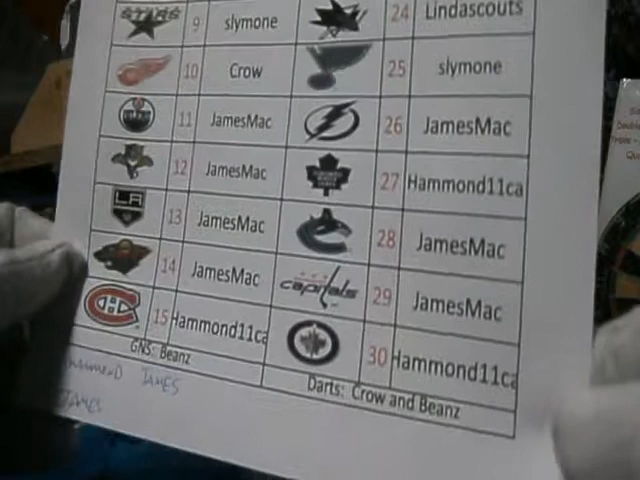 STARS 9 slymone 24 Lindascouts
10 Crow 25 slymone
11 JamesMac 26 JamesMac
12 JamesMac 27 Hammond11ca
LA 13 JamesMac 28 JamesMac
14 JamesMac capitals 29 JamesMac
15 Hammond11ca 30 Hammond11ca
GNS: Beanz Darts: Crow and Beanz
JAMES
JAMES